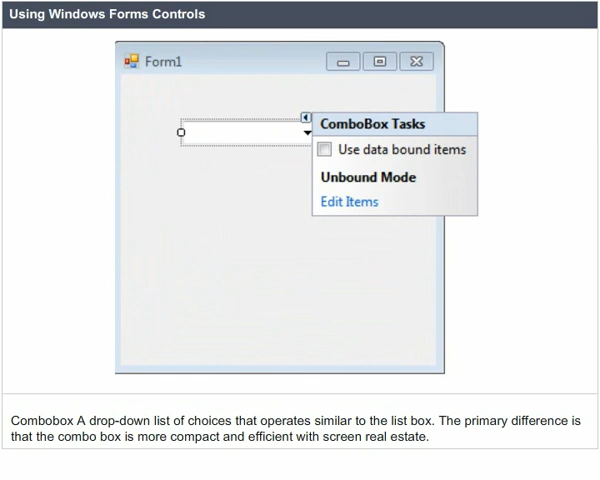 Using Windows Forms Controls
Form1
ComboBox Tasks
Use data bound items
Unbound Mode
Edit Items
Combobox A drop-down list of choices that operates similar to the list box. The primary difference is
that the combo box is more compact and efficient with screen real estate.